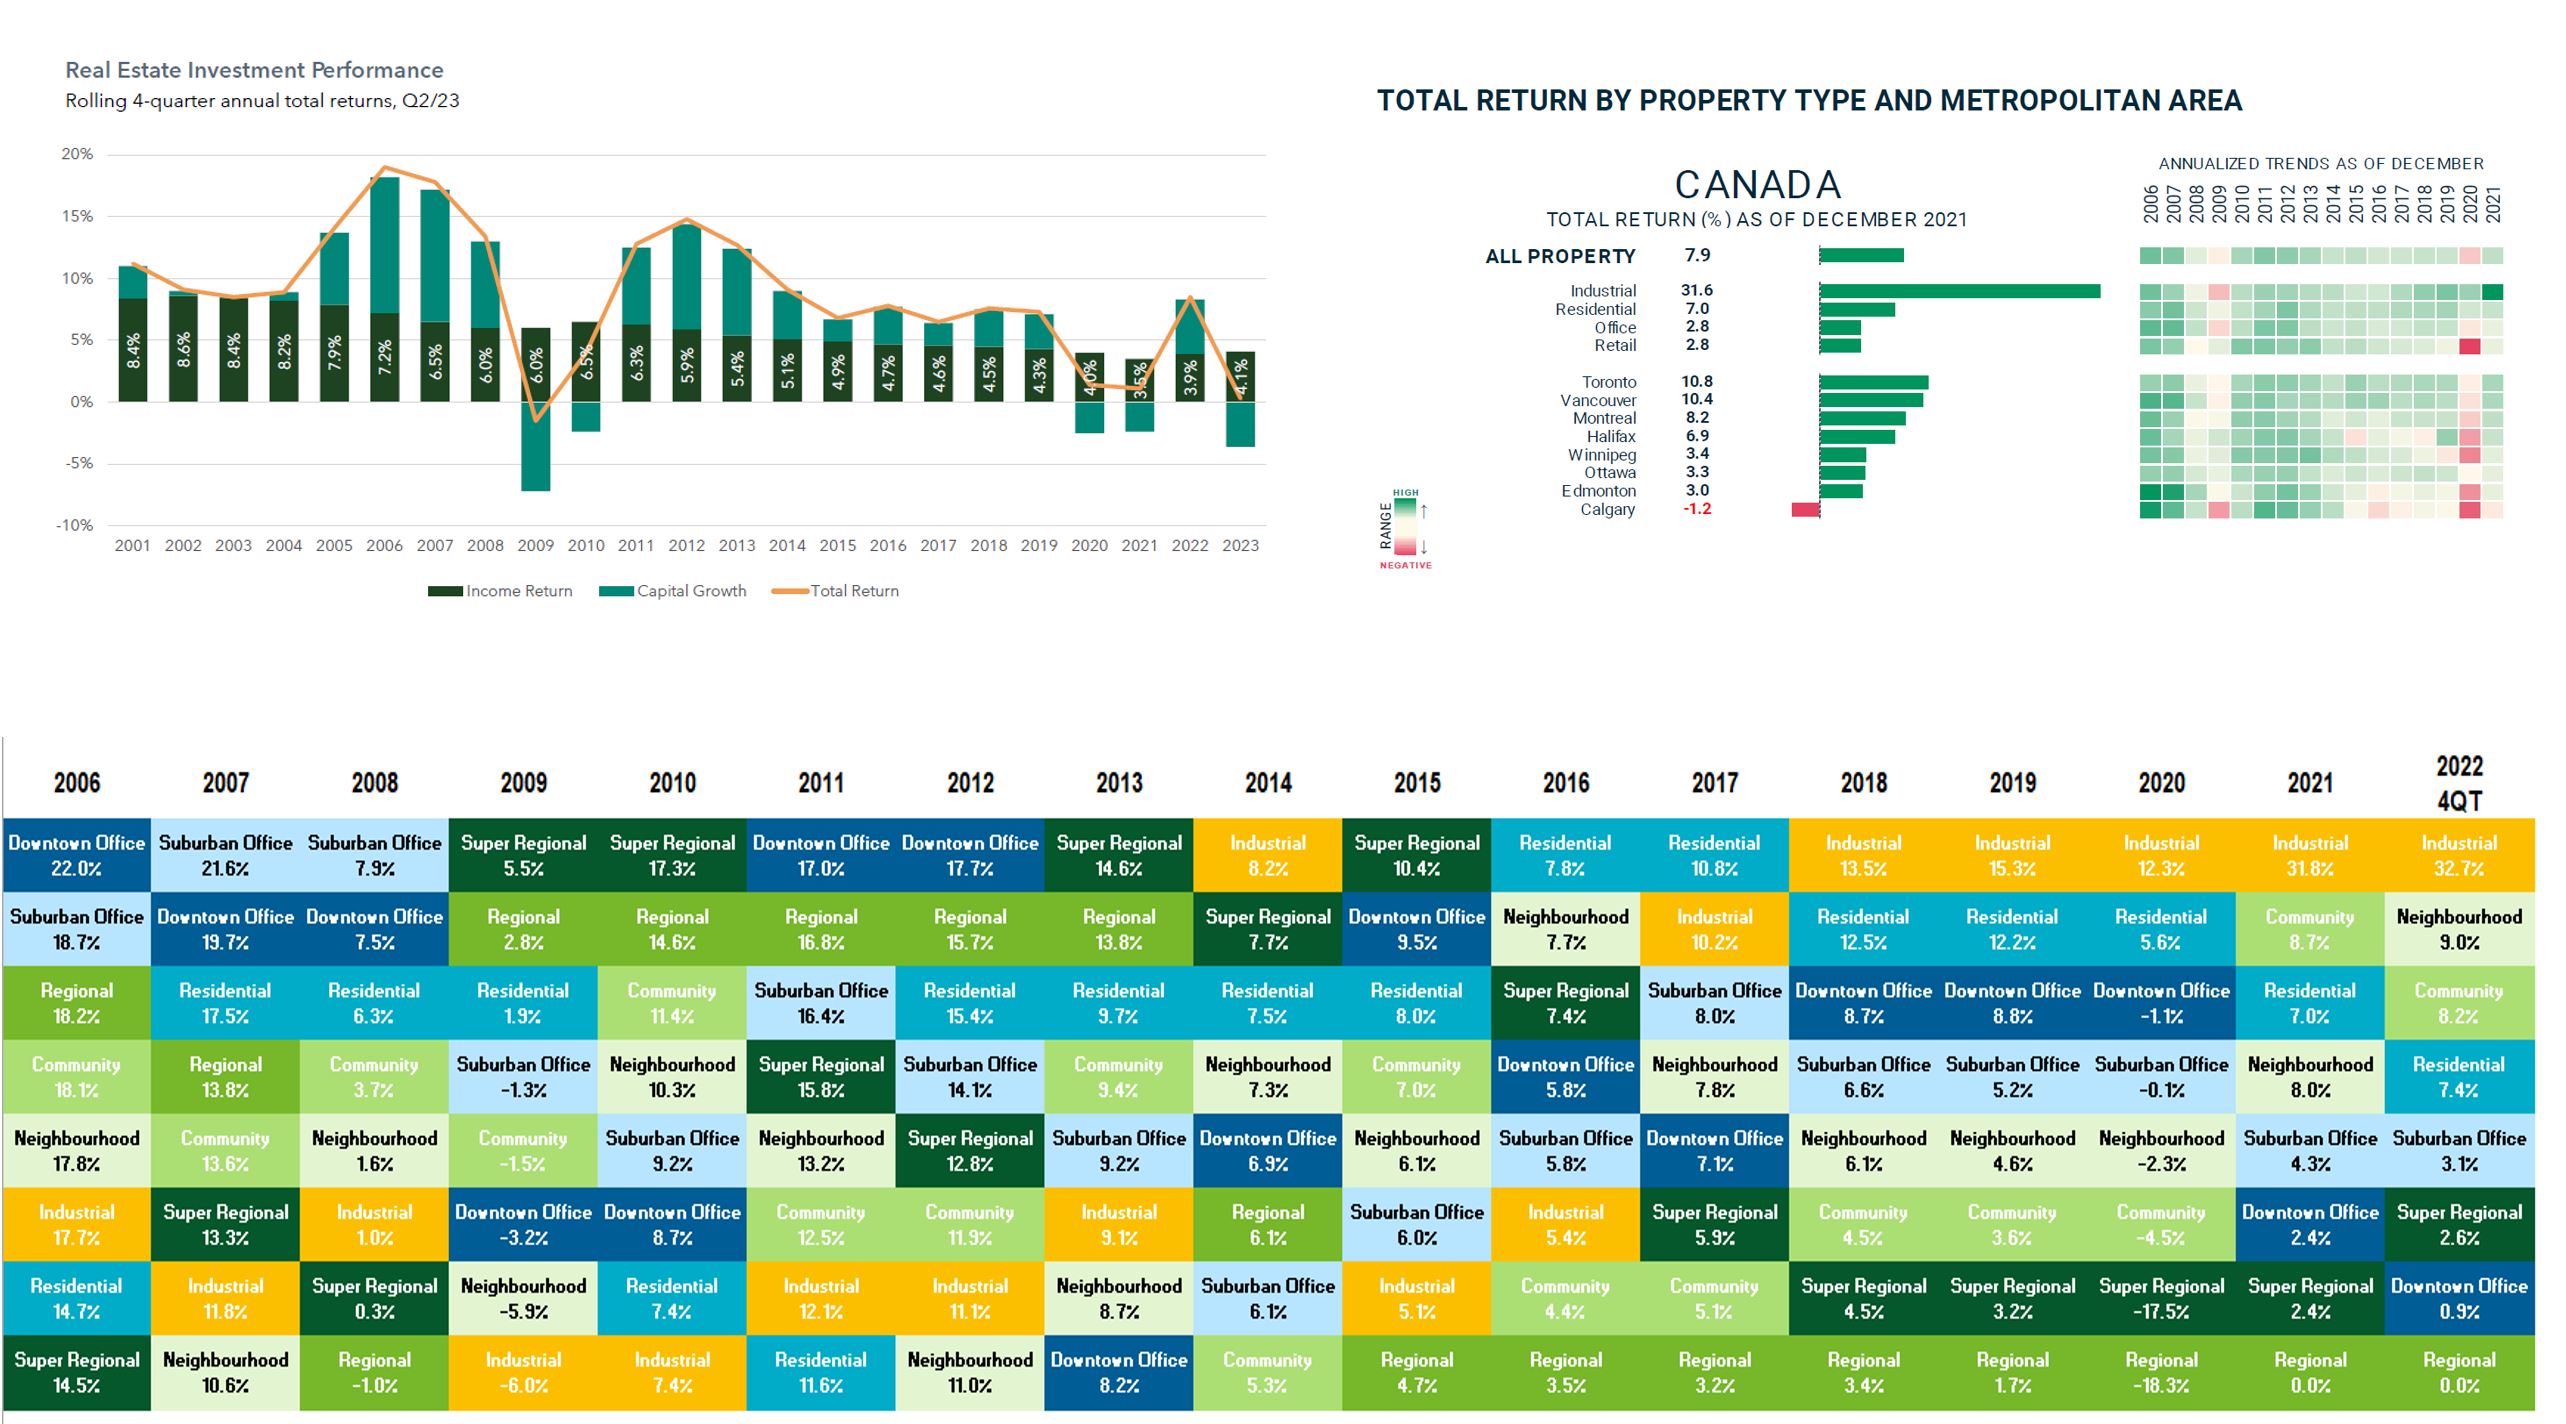 Real Estate Investment Performance
Rolling 4-quarter annual total returns, Q2/23
20%
15%
10%
5%
0%
-5%
-10%
8.4% 8.6% 8.4% 8.2% 7.9% 7.2% 6.5% 6.0% 6.0% 6.5% 6.3% 5.9% 5.4% 5.1% 4.9% 4.7% 4.6% 4.5% 4.3% 4.0% 3.5% 3.9% 4.1%
2001 2002 2003 2004 2005 2006 2007 2008 2009 2010 2011 2012 2013 2014 2015 2016 2017 2018 2019 2020 2021 2022 2023
Income Return Capital Growth Total Return
TOTAL RETURN BY PROPERTY TYPE AND METROPOLITAN AREA
CANADA
TOTAL RETURN (%) AS OF DECEMBER 2021
ALL PROPERTY 7.9
Industrial 31.6
Residential 7.0
Office 2.8
Retail 2.8
Toronto 10.8
Vancouver 10.4
Montreal 8.2
Halifax 6.9
Winnipeg 3.4
Ottawa 3.3
Edmonton 3.0
Calgary -1.2
HIGH
RANGE
↑
↓
NEGATIVE
ANNUALIZED TRENDS AS OF DECEMBER
2006 2007 2008 2009 2010 2011 2012 2013 2014 2015 2016 2017 2018 2019 2020 2021
2006 2007 2008 2009 2010 2011 2012 2013 2014 2015 2016 2017 2018 2019 2020 2021 2022
4QT
Downtown Office Suburban Office Suburban Office Super Regional Super Regional Downtown Office Downtown Office Super Regional Industrial Super Regional Residential Residential Industrial Industrial Industrial Industrial Industrial
22.0% 21.6% 7.9% 5.5% 17.3% 17.0% 17.7% 14.6% 8.2% 10.4% 7.8% 10.8% 13.5% 15.3% 12.3% 31.8% 32.7%
Suburban Office Downtown Office Downtown Office Regional Regional Regional Regional Regional Super Regional Downtown Office Neighbourhood Industrial Residential Residential Residential Community Neighbourhood
18.7% 19.7% 7.5% 2.8% 14.6% 16.8% 15.7% 13.8% 7.7% 9.5% 7.7% 10.2% 12.5% 12.2% 5.6% 8.7% 9.0%
Regional Residential Residential Residential Community Suburban Office Residential Residential Residential Residential Super Regional Suburban Office Downtown Office Downtown Office Downtown Office Residential Community
18.2% 17.5% 6.3% 1.9% 11.4% 16.4% 15.4% 9.7% 7.5% 8.0% 7.4% 8.0% 8.7% 8.8% -1.1% 7.0% 8.2%
Community Regional Community Suburban Office Neighbourhood Super Regional Suburban Office Community Neighbourhood Community Downtown Office Neighbourhood Suburban Office Suburban Office Suburban Office Neighbourhood Residential
18.1% 13.8% 3.7% -1.3% 10.3% 15.8% 14.1% 9.4% 7.3% 7.0% 5.8% 7.8% 6.6% 5.2% -0.1% 8.0% 7.4%
Neighbourhood Community Neighbourhood Community Suburban Office Neighbourhood Super Regional Suburban Office Downtown Office Neighbourhood Suburban Office Downtown Office Neighbourhood Neighbourhood Neighbourhood Suburban Office Suburban Office
17.8% 13.6% 1.6% -1.5% 9.2% 13.2% 12.8% 9.2% 6.9% 6.1% 5.8% 7.1% 6.1% 4.6% -2.3% 4.3% 3.1%
Industrial Super Regional Industrial Downtown Office Downtown Office Community Community Industrial Regional Suburban Office Industrial Super Regional Community Community Community Downtown Office Super Regional
17.7% 13.3% 1.0% -3.2% 8.7% 12.5% 11.9% 9.1% 6.1% 6.0% 5.4% 5.9% 4.5% 3.6% -4.5% 2.4% 2.6%
Residential Industrial Super Regional Neighbourhood Residential Industrial Industrial Neighbourhood Suburban Office Industrial Community Community Super Regional Super Regional Super Regional Super Regional Downtown Office
14.7% 11.8% 0.3% -5.9% 7.4% 12.1% 11.1% 8.7% 6.1% 5.1% 4.4% 5.1% 4.5% 3.2% -17.5% 2.4% 0.9%
Super Regional Neighbourhood Regional Industrial Industrial Residential Neighbourhood Downtown Office Community Regional Regional Regional Regional Regional Regional Regional Regional
14.5% 10.6% -1.0% -6.0% 7.4% 11.6% 11.0% 8.2% 5.3% 4.7% 3.5% 3.2% 3.4% 1.7% -18.3% 0.0% 0.0%